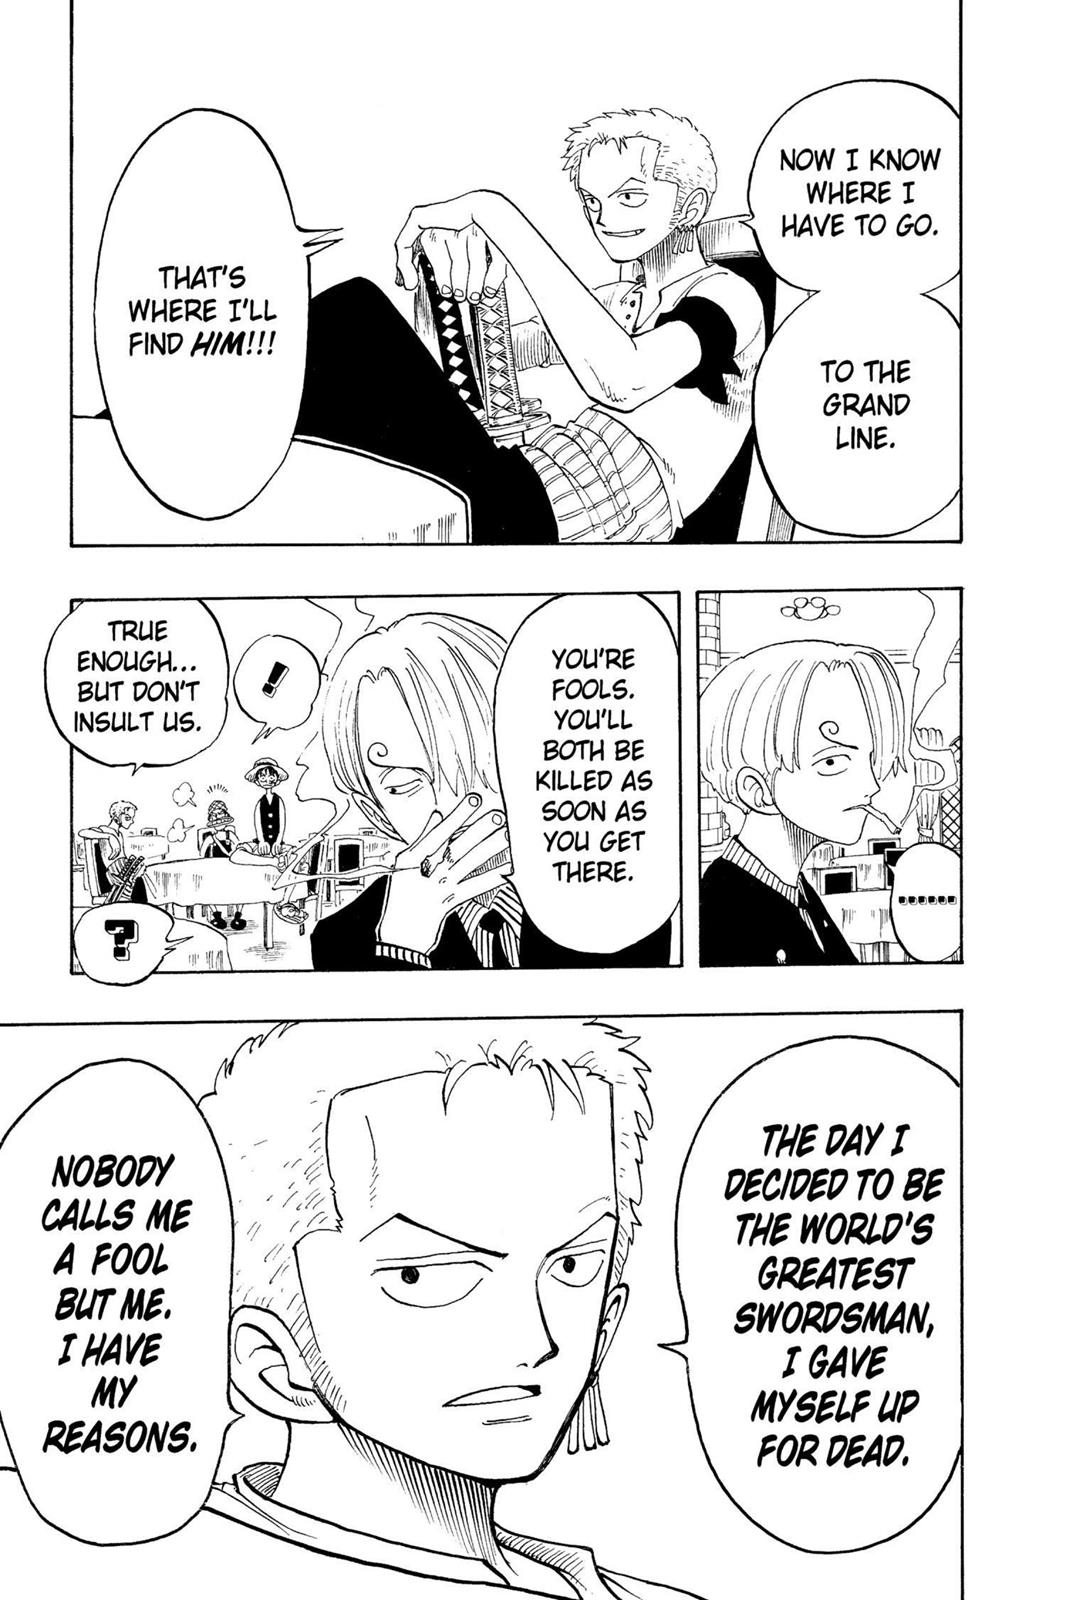 NOW I KNOW
WHERE I
HAVE TO GO.
TO THE
GRAND
LINE.
THAT'S
WHERE I'LL
FIND HIM!!!
.......
YOU'RE
FOOLS.
YOU'LL
BOTH BE
KILLED AS
SOON AS
YOU GET
THERE.
!
TRUE
ENOUGH...
BUT DON'T
INSULT US.
?
THE DAY I
DECIDED TO BE
THE WORLD'S
GREATEST
SWORDSMAN,
I GAVE
MYSELF UP
FOR DEAD.
NOBODY
CALLS ME
A FOOL
BUT ME.
I HAVE
MY
REASONS.